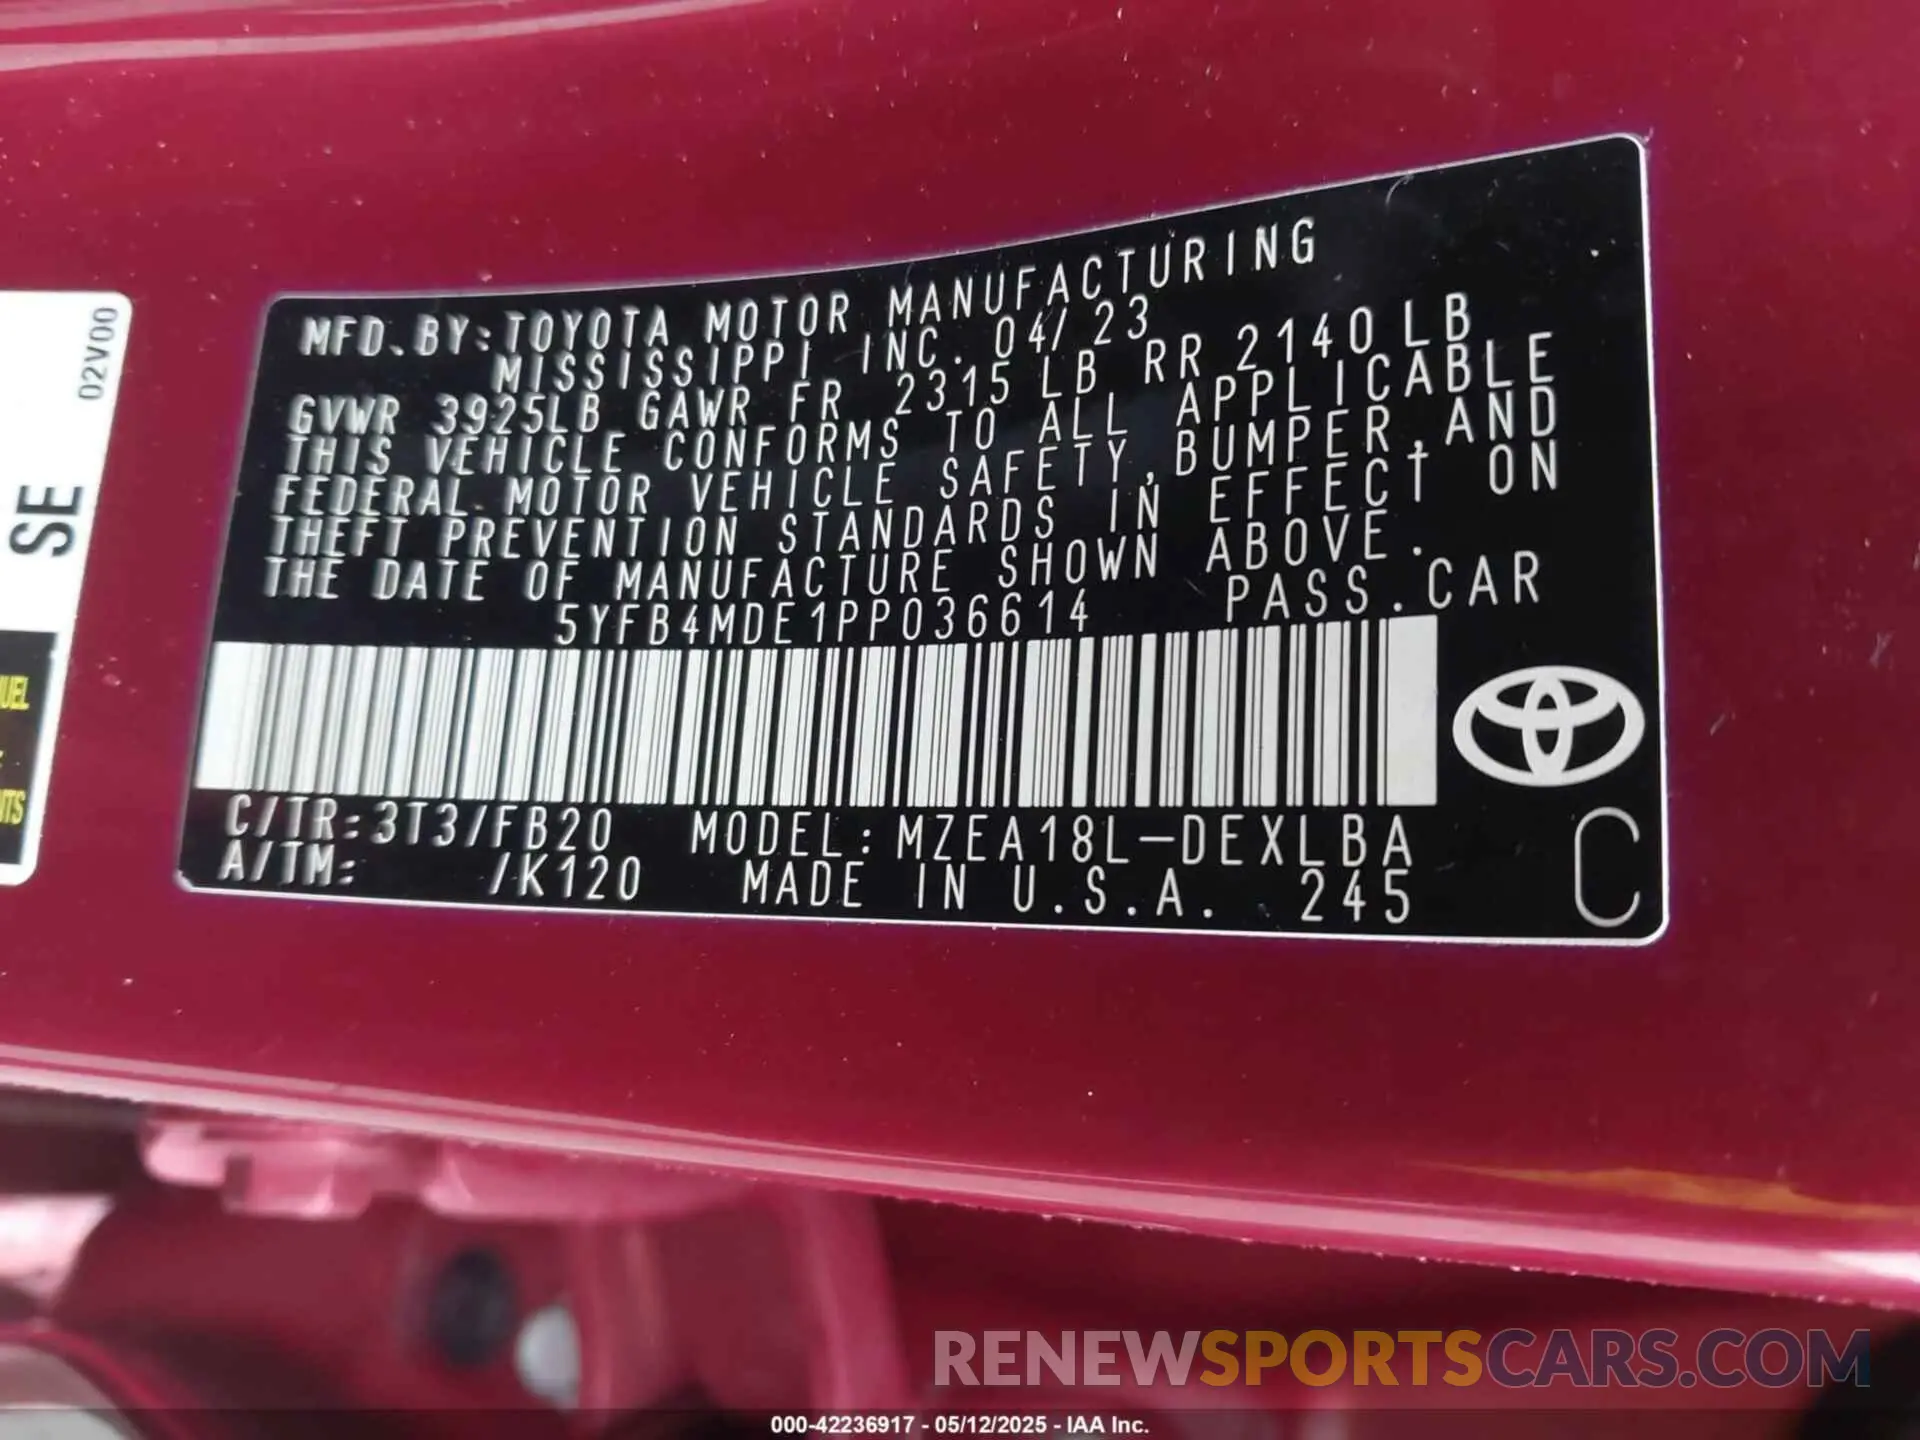 MFD. BY: TOYOTA MOTOR MANUFACTURING
MISSISSIPPI INC. 04/23
GVWR 3925LB GAWR FR 2315 LB RR 2140 LB
THIS VEHICLE CONFORMS TO ALL APPLICABLE
FEDERAL MOTOR VEHICLE SAFETY, BUMPER, AND
THEFT PREVENTION STANDARDS IN EFFECT ON
THE DATE OF MANUFACTURE SHOWN ABOVE.
5YFB4MDE1PP036614 PASS.CAR
C/TR: 3T3/FB20 MODEL: MZEA18L-DEXLBA
A/TM: /K120 MADE IN U.S.A. 245
C
02V00
SE
RENEWSPORTSCARS.COM
000-42236917 - 05/12/2025 - IAA Inc.